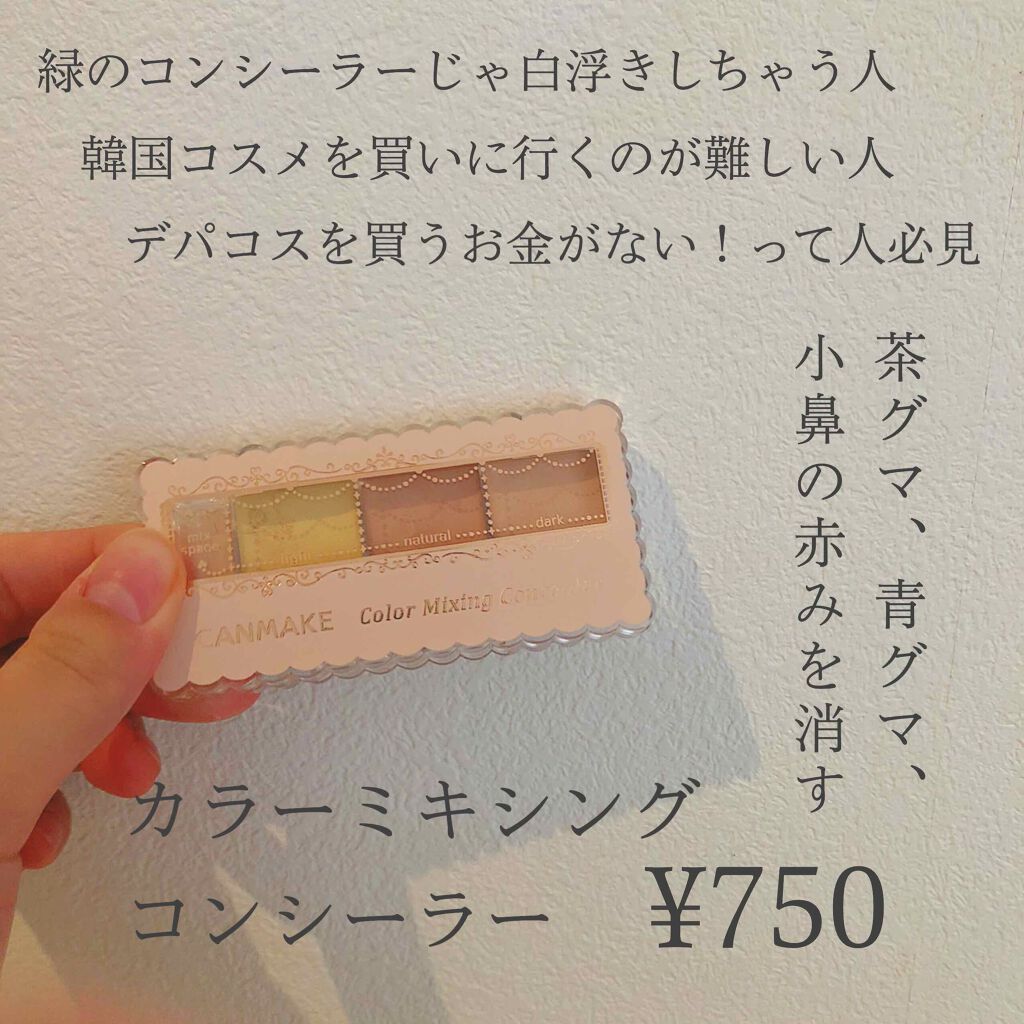 緑のコンシーラーじゃ白浮きしちゃう人
韓国コスメを買いに行くのが難しい人
デパコスを買うお金がない！って人必見
茶グマ、青グマ、
小鼻の赤みを消す
mix
space
light
natural
dark
CANMAKE
Color Mixing Concealer
カラーミキシング
コンシーラー
¥750